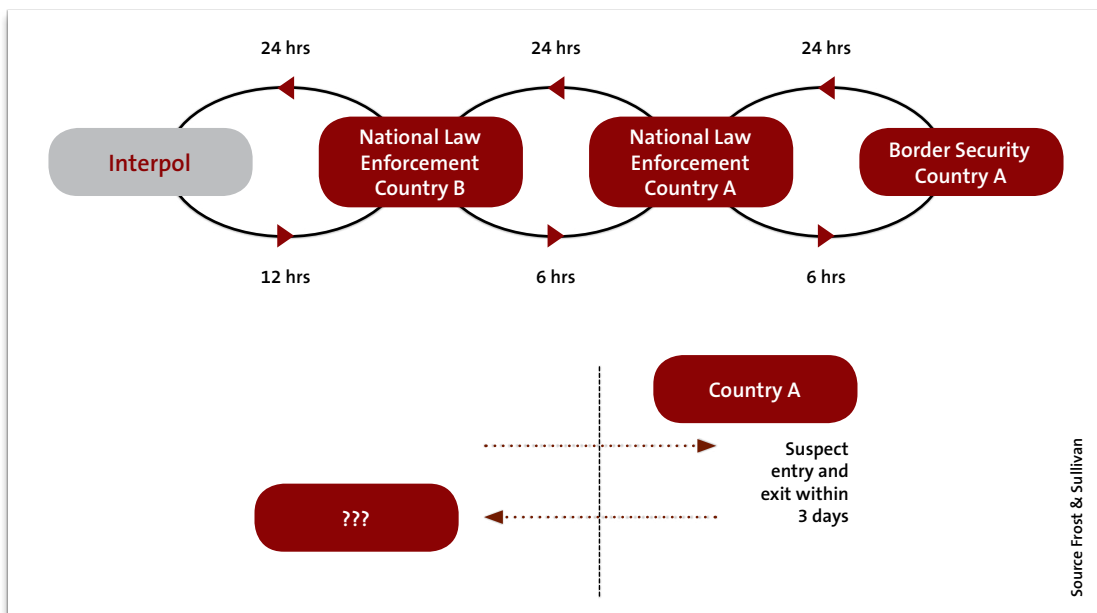 24 hrs
24 hrs
24 hrs
Interpol
National Law
Enforcement
Country B
National Law
Enforcement
Country A
Border Security
Country A
12 hrs
6 hrs
6 hrs
Country A
Suspect
entry and
exit within
3 days
???
Source Frost & Sullivan